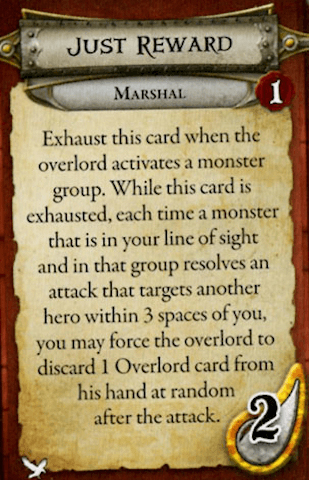 Just Reward
Marshal
1
Exhaust this card when the
overlord activates a monster
group. While this card is
exhausted, each time a monster
that is in your line of sight
and in that group resolves an
attack that targets another
hero within 3 spaces of you,
you may force the overlord to
discard 1 Overlord card from
his hand at random
after the attack.
2